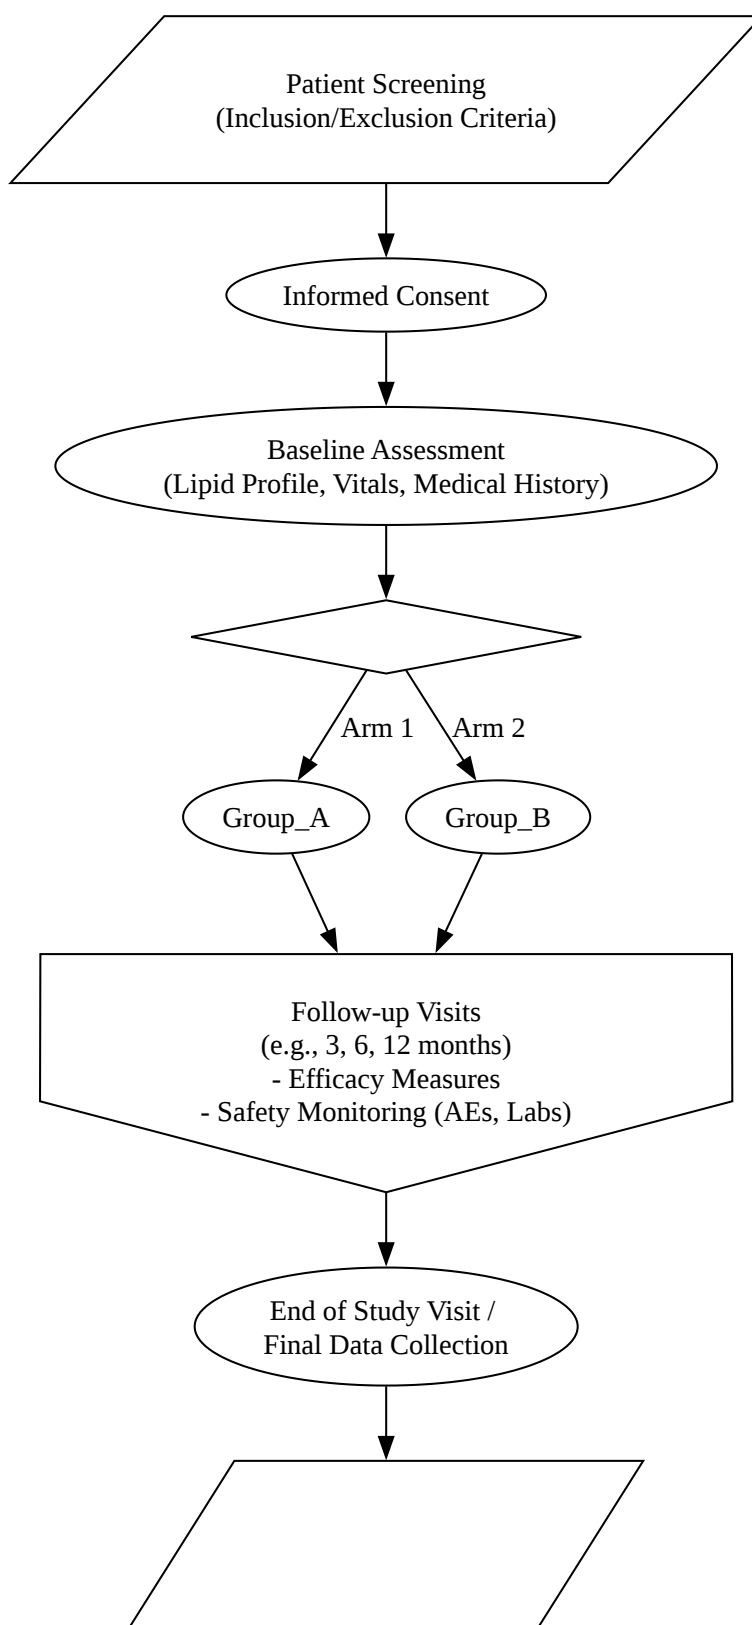 Patient Screening
(Inclusion/Exclusion Criteria)
Informed Consent
Baseline Assessment
(Lipid Profile, Vitals, Medical History)
Arm 1
Arm 2
Group_A
Group_B
Follow-up Visits
(e.g., 3, 6, 12 months)
- Efficacy Measures
- Safety Monitoring (AEs, Labs)
End of Study Visit /
Final Data Collection